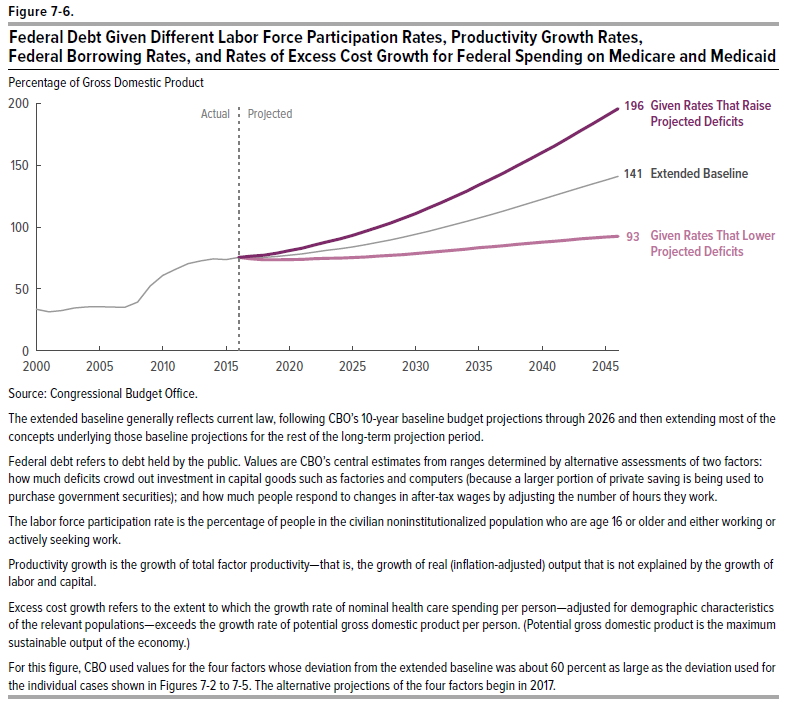 Figure 7-6.
Federal Debt Given Different Labor Force Participation Rates, Productivity Growth Rates,
Federal Borrowing Rates, and Rates of Excess Cost Growth for Federal Spending on Medicare and Medicaid
Percentage of Gross Domestic Product
200
Actual
Projected
196 Given Rates That Raise
Projected Deficits
150
141 Extended Baseline
100
93 Given Rates That Lower
Projected Deficits
50
0
2000 2005 2010 2015 2020 2025 2030 2035 2040 2045
Source: Congressional Budget Office.
The extended baseline generally reflects current law, following CBO's 10-year baseline budget projections through 2026 and then extending most of the
concepts underlying those baseline projections for the rest of the long-term projection period.
Federal debt refers to debt held by the public. Values are CBO's central estimates from ranges determined by alternative assessments of two factors:
how much deficits crowd out investment in capital goods such as factories and computers (because a larger portion of private saving is being used to
purchase government securities); and how much people respond to changes in after-tax wages by adjusting the number of hours they work.
The labor force participation rate is the percentage of people in the civilian noninstitutionalized population who are age 16 or older and either working or
actively seeking work.
Productivity growth is the growth of total factor productivity—that is, the growth of real (inflation-adjusted) output that is not explained by the growth of
labor and capital.
Excess cost growth refers to the extent to which the growth rate of nominal health care spending per person—adjusted for demographic characteristics
of the relevant populations—exceeds the growth rate of potential gross domestic product per person. (Potential gross domestic product is the maximum
sustainable output of the economy.)
For this figure, CBO used values for the four factors whose deviation from the extended baseline was about 60 percent as large as the deviation used for
the individual cases shown in Figures 7-2 to 7-5. The alternative projections of the four factors begin in 2017.